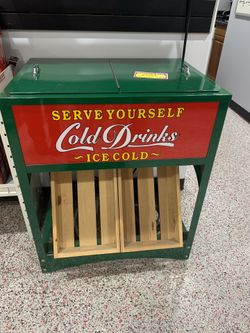 SERVE YOURSELF
Cold Drinks
~ICE COLD~